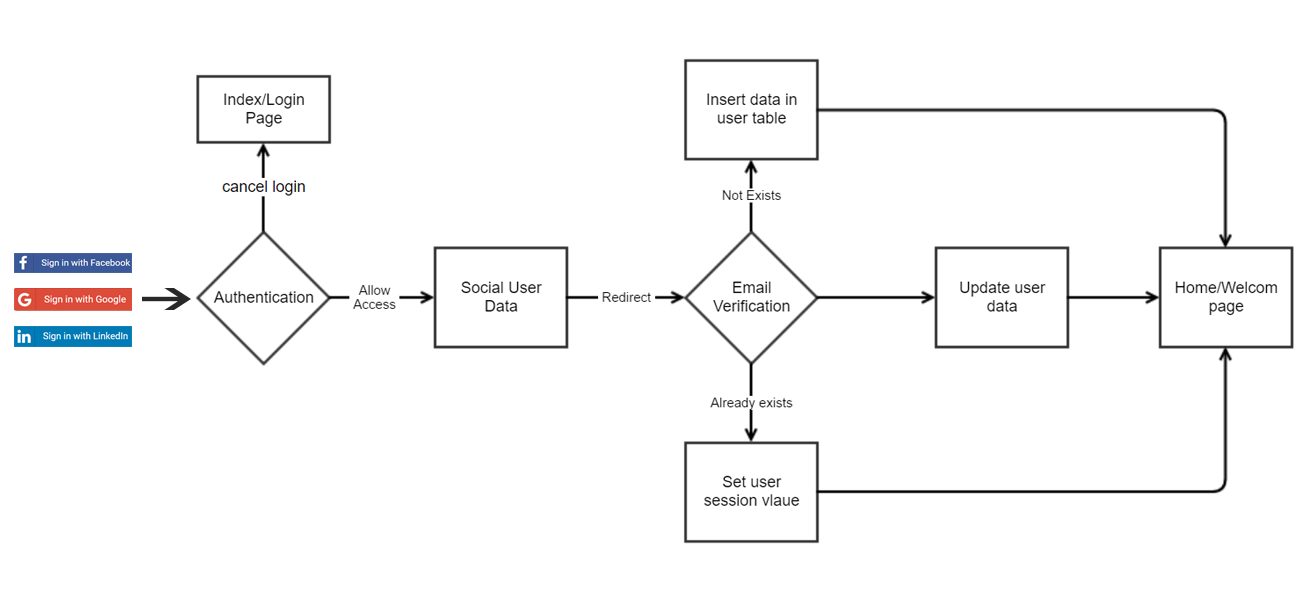 Index/Login
Page
cancel login
f Sign in with Facebook
G Sign in with Google
in Sign in with LinkedIn
Authentication
Allow
Access
Social User
Data
Redirect
Email
Verification
Not Exists
Insert data in
user table
Already exists
Set user
session vlaue
Update user
data
Home/Welcom
page